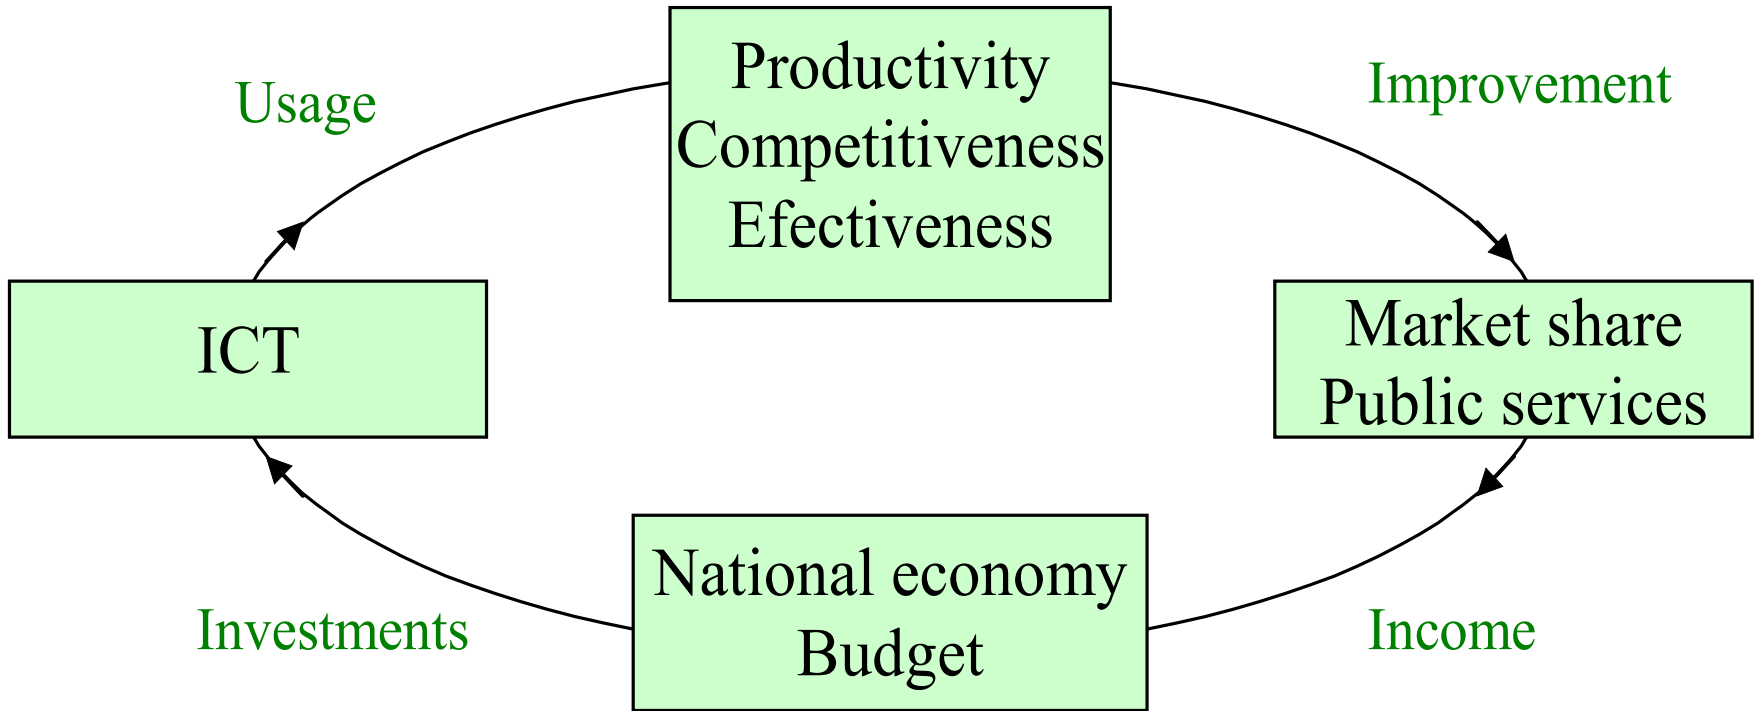 Productivity
Competitiveness
Efectiveness
Usage
Improvement
ICT
Market share
Public services
National economy
Budget
Investments
Income